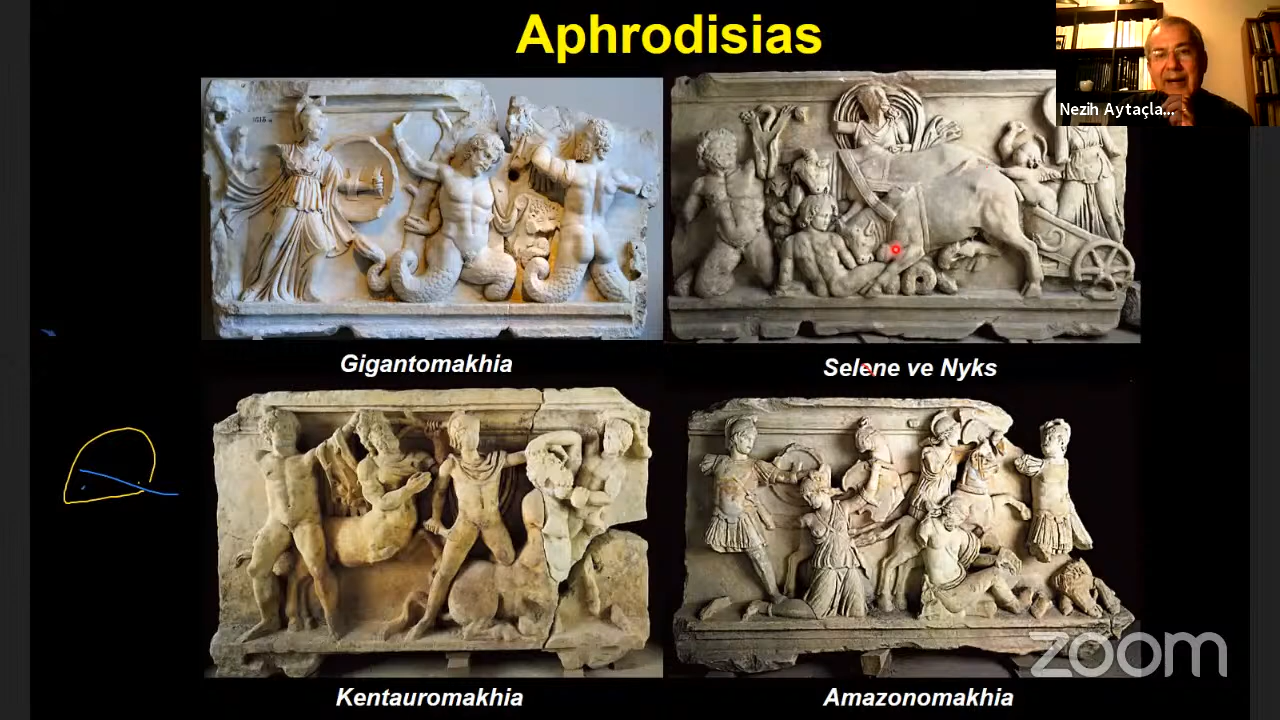 Aphrodisias
Nezih Aytaçla...
Gigantomakhia
Selene ve Nyks
Kentauromakhia
Amazonomakhia
zoom